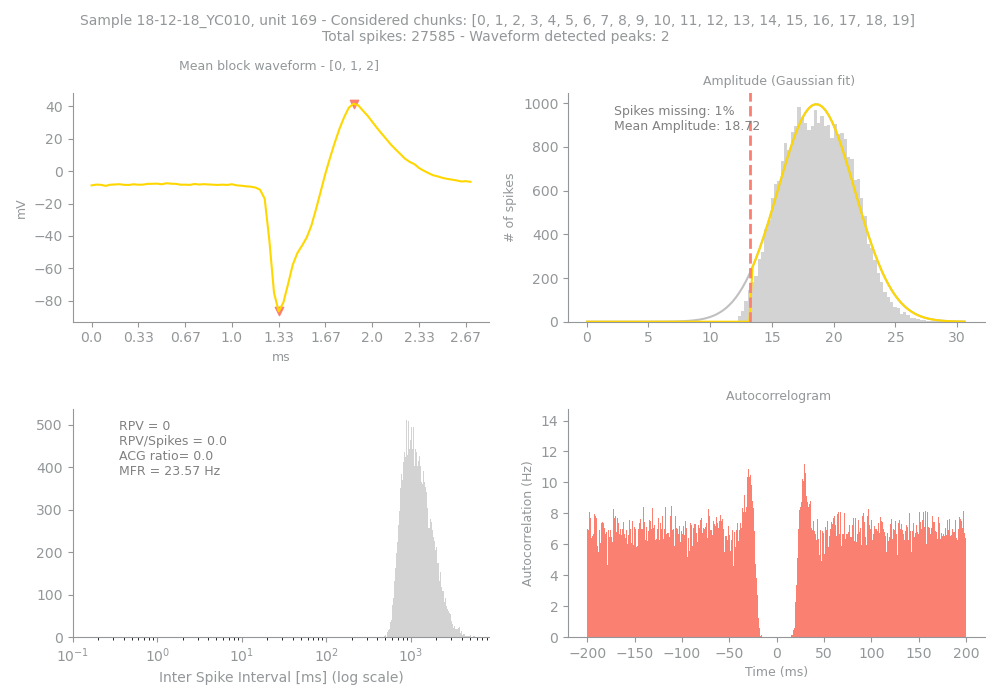 Sample 18-12-18_YC010, unit 169 - Considered chunks: [0, 1, 2, 3, 4, 5, 6, 7, 8, 9, 10, 11, 12, 13, 14, 15, 16, 17, 18, 19]
Total spikes: 27585 - Waveform detected peaks: 2
Mean block waveform - [0, 1, 2]
40
20
0
−20
−40
−60
−80
mV
0.0 0.33 0.67 1.0 1.33 1.67 2.0 2.33 2.67
ms
Amplitude (Gaussian fit)
Spikes missing: 1%
Mean Amplitude: 18.72
1000
800
600
400
200
0
# of spikes
0 5 10 15 20 25 30
RPV = 0
RPV/Spikes = 0.0
ACG ratio= 0.0
MFR = 23.57 Hz
500
400
300
200
100
0
10⁻¹ 10⁰ 10¹ 10² 10³
Inter Spike Interval [ms] (log scale)
Autocorrelogram
14
12
10
8
6
4
2
0
Autocorrelation (Hz)
−200 −150 −100 −50 0 50 100 150 200
Time (ms)